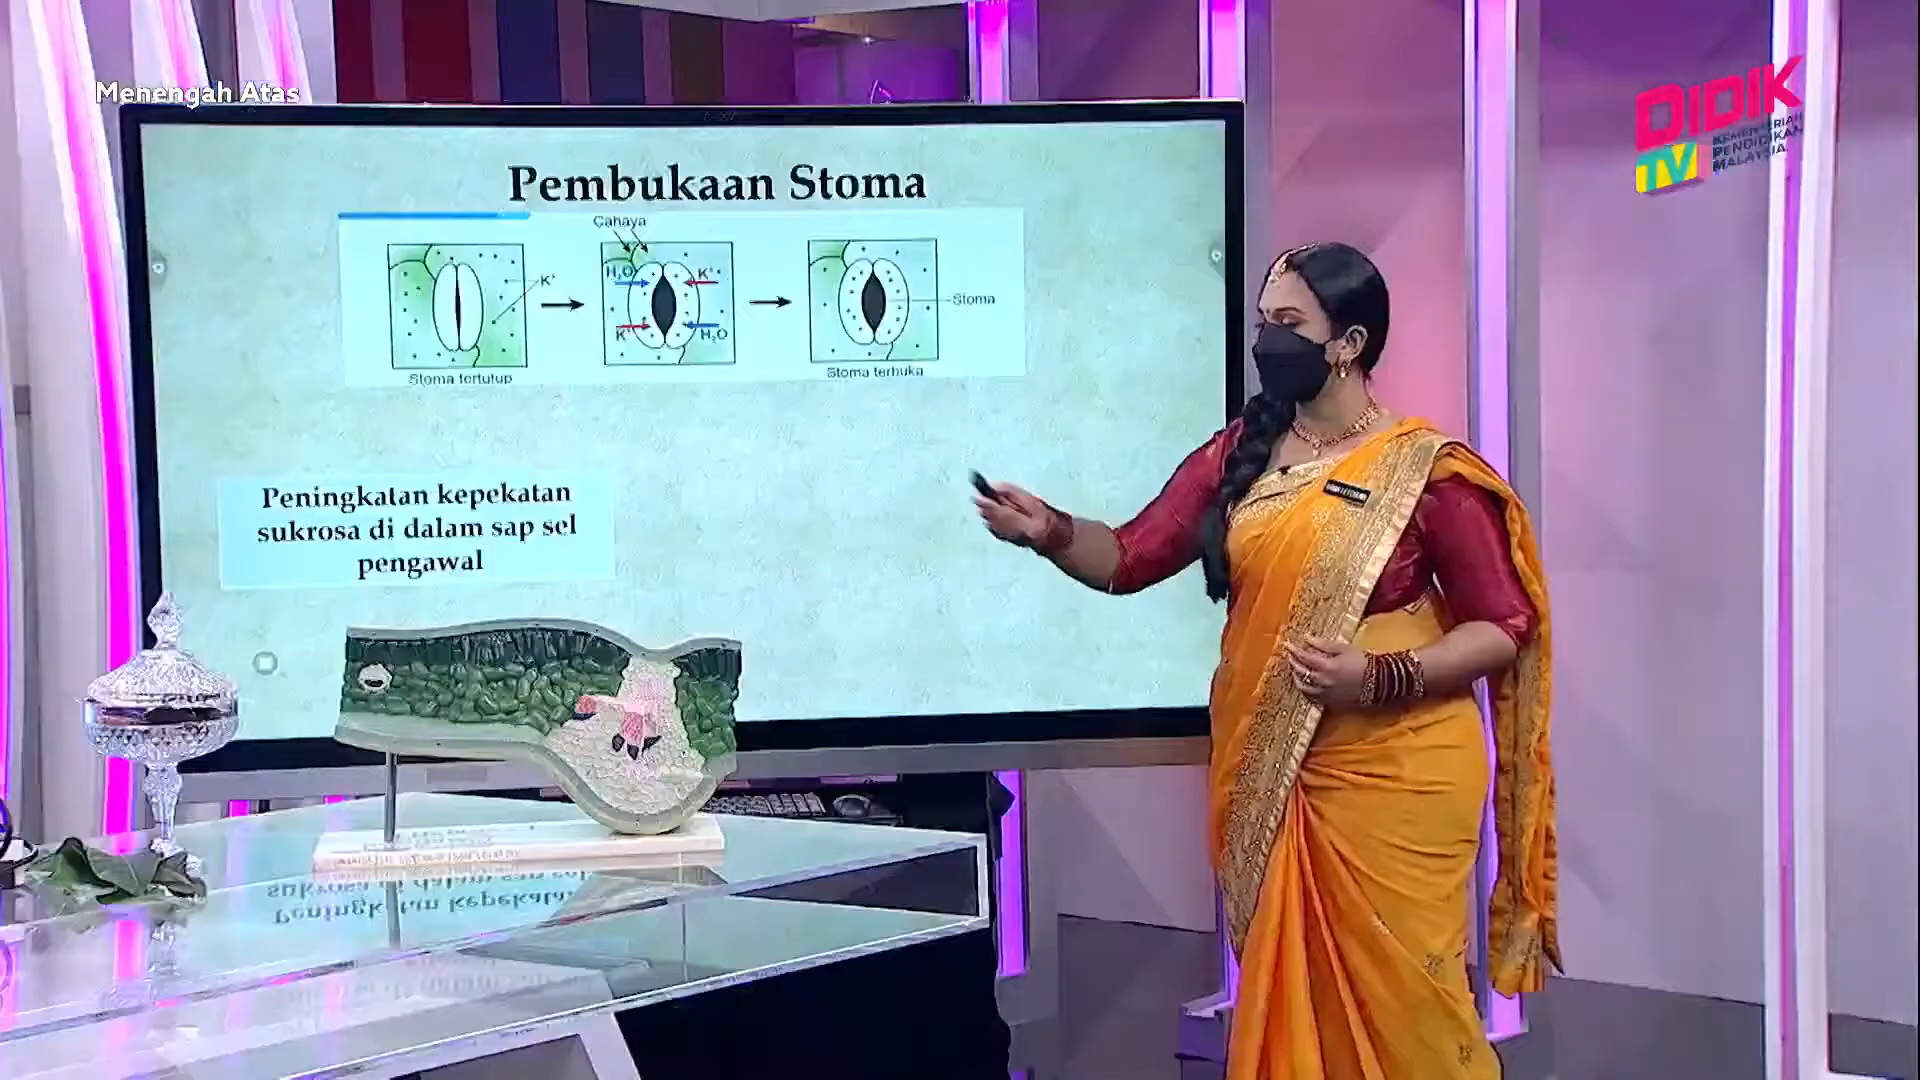 Menengah Atas
DIDIK
TV
KEMENTERIAH
PENDIDIKAN
MALAYSIA
Pembukaan Stoma
Cahaya
H₂O
K⁺
K⁺
Stoma
K⁺
H₂O
Stoma tertutup
Stoma terbuka
Peningkatan kepekatan
sukrosa di dalam sap sel
pengawal